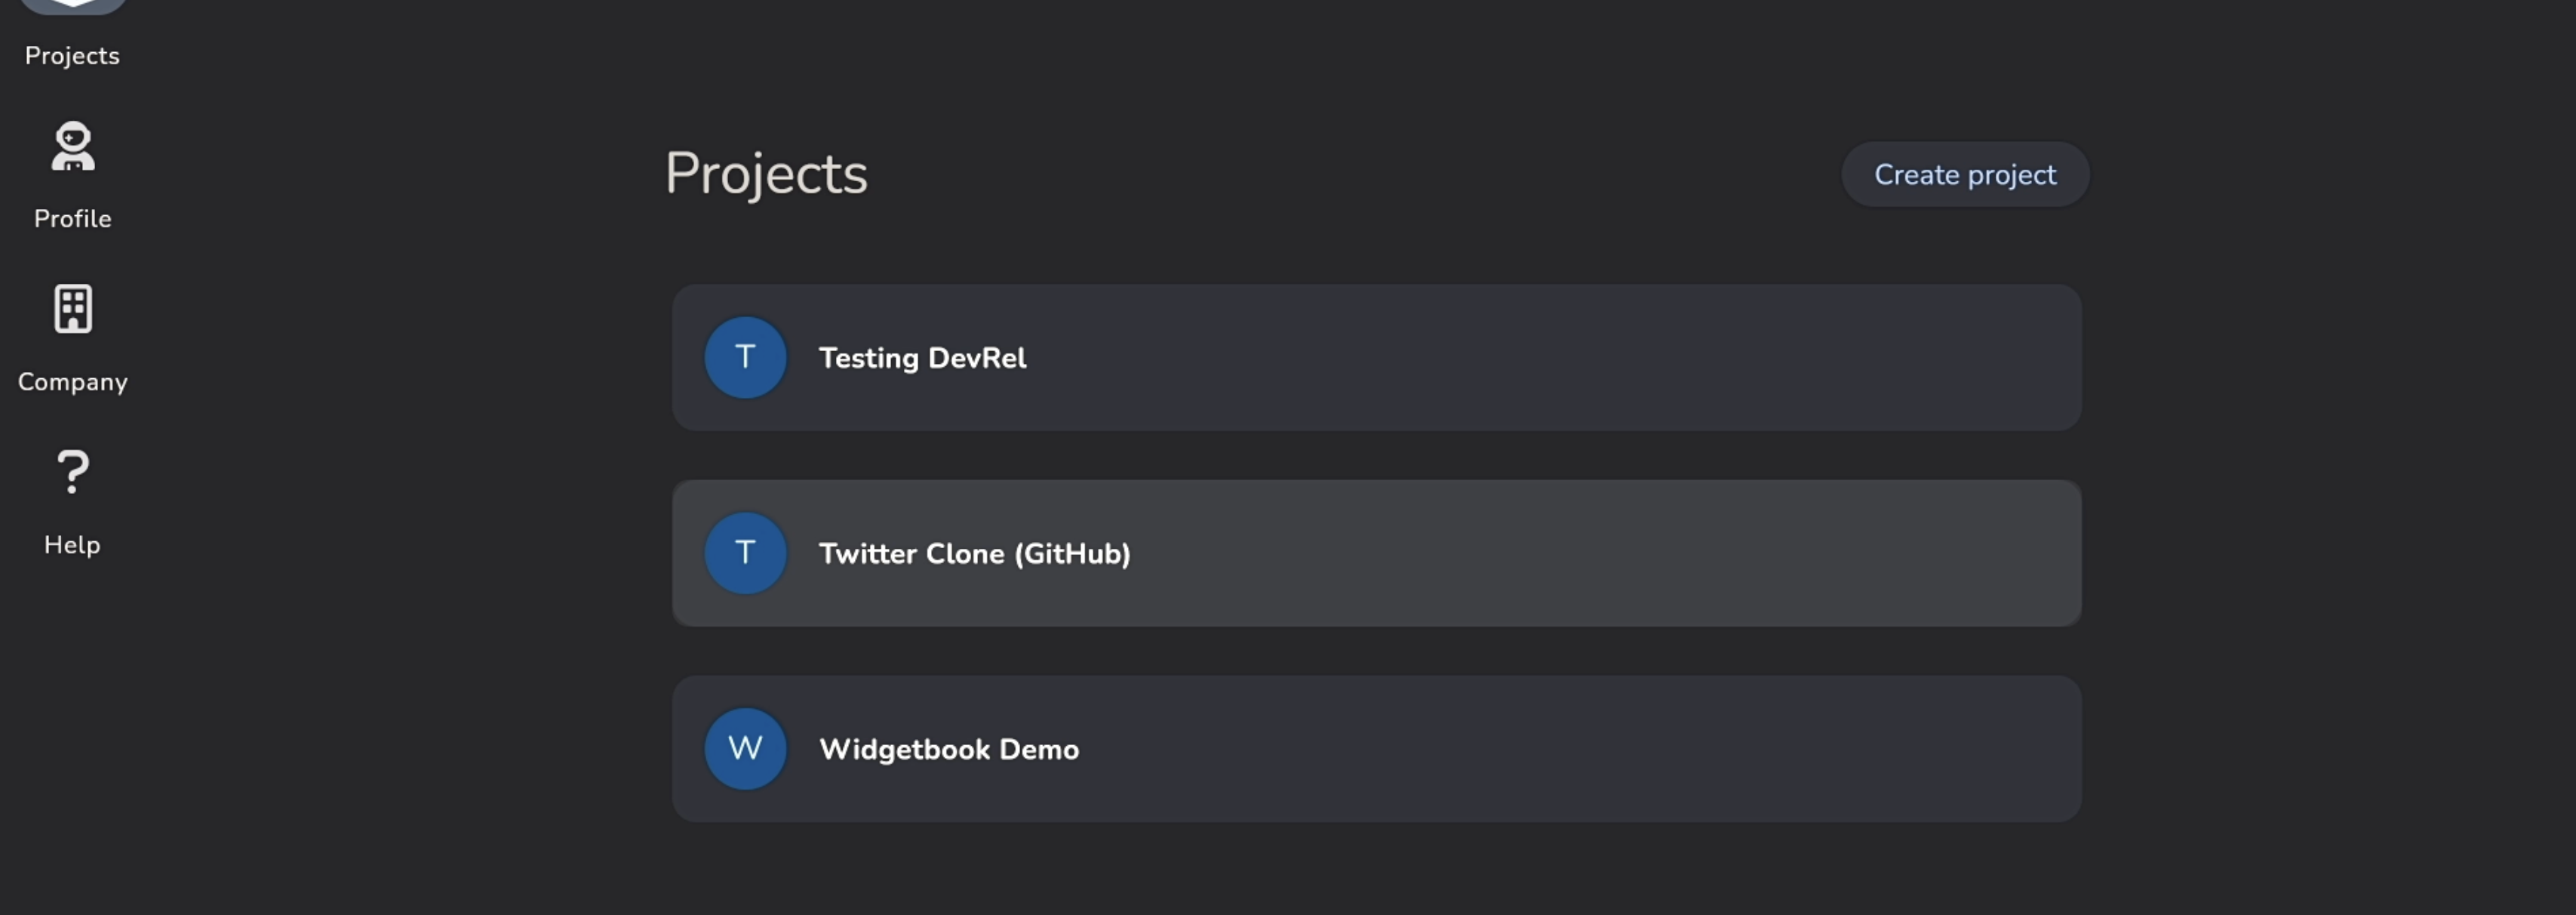 Projects
Profile
Company
Help
Projects
Create project
T
Testing DevRel
T
Twitter Clone (GitHub)
W
Widgetbook Demo